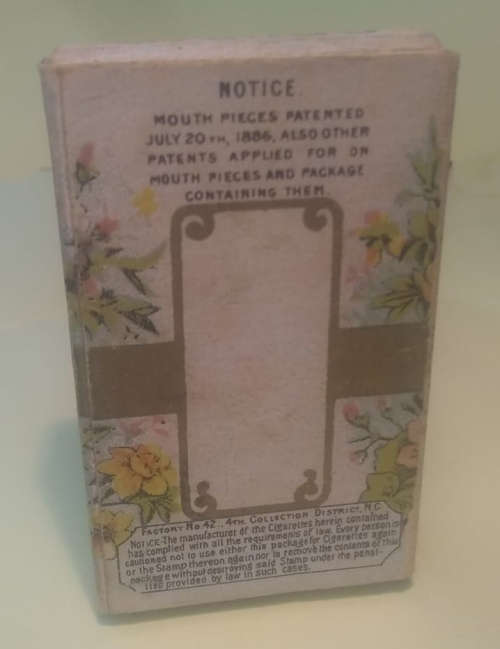 NOTICE.
MOUTH PIECES PATENTED
JULY 20TH, 1886, ALSO OTHER
PATENTS APPLIED FOR ON
MOUTH PIECES AND PACKAGE
CONTAINING THEM.
FACTORY No 42., 4TH. COLLECTION DISTRICT, N.C.
NOTICE-The manufacturer of the Cigarettes herein contained
has complied with all the requirements of law. Every person is
cautioned not to use either this package for Cigarettes again
or the Stamp thereon again nor to remove the contents of this
package without destroying said Stamp under the penal-
ties provided by law in such cases.